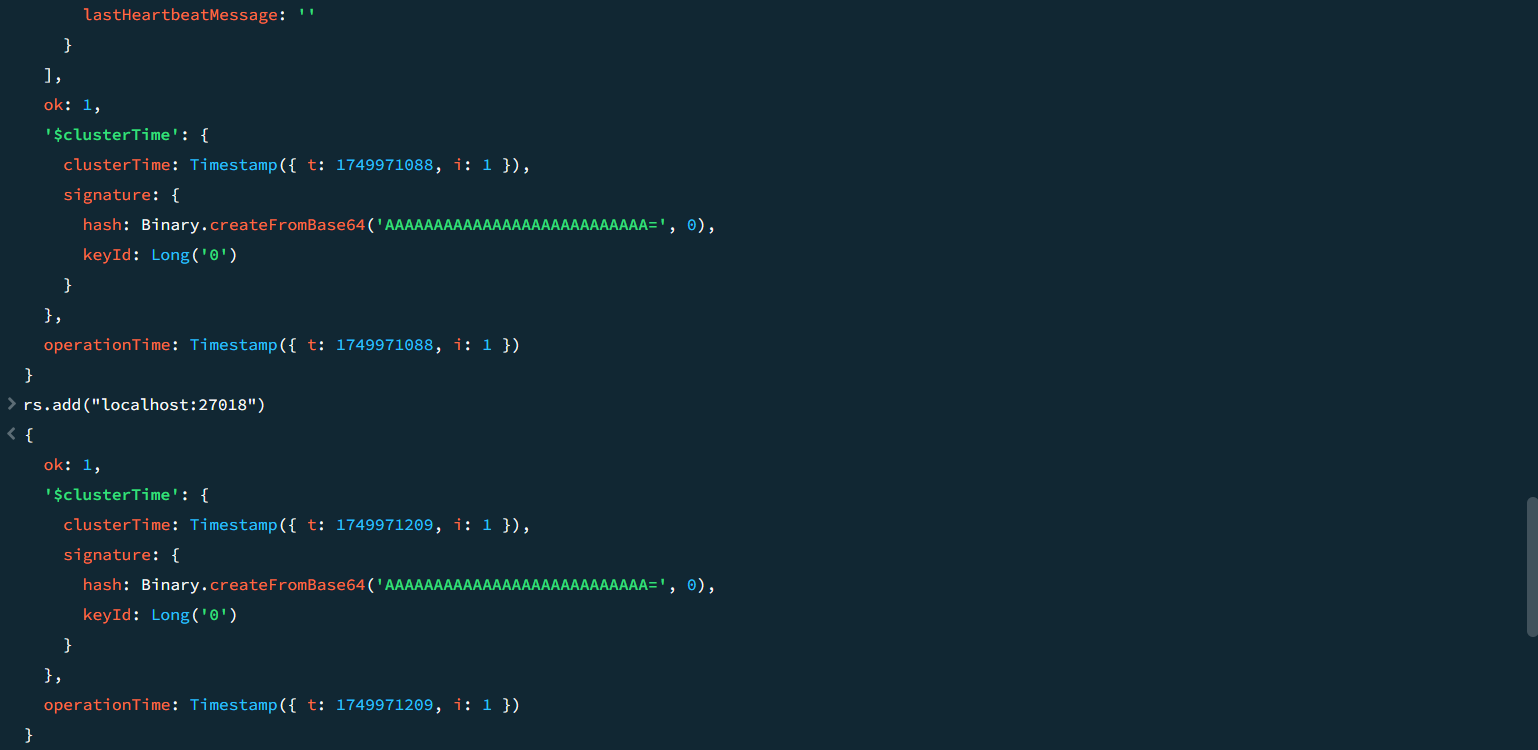 lastHeartbeatMessage: ''
}
],
ok: 1,
'$clusterTime': {
clusterTime: Timestamp({ t: 1749971088, i: 1 }),
signature: {
hash: Binary.createFromBase64('AAAAAAAAAAAAAAAAAAAAAAAAAAA=', 0),
keyId: Long('0')
}
},
operationTime: Timestamp({ t: 1749971088, i: 1 })
}
> rs.add("localhost:27018")
< {
ok: 1,
'$clusterTime': {
clusterTime: Timestamp({ t: 1749971209, i: 1 }),
signature: {
hash: Binary.createFromBase64('AAAAAAAAAAAAAAAAAAAAAAAAAAA=', 0),
keyId: Long('0')
}
},
operationTime: Timestamp({ t: 1749971209, i: 1 })
}